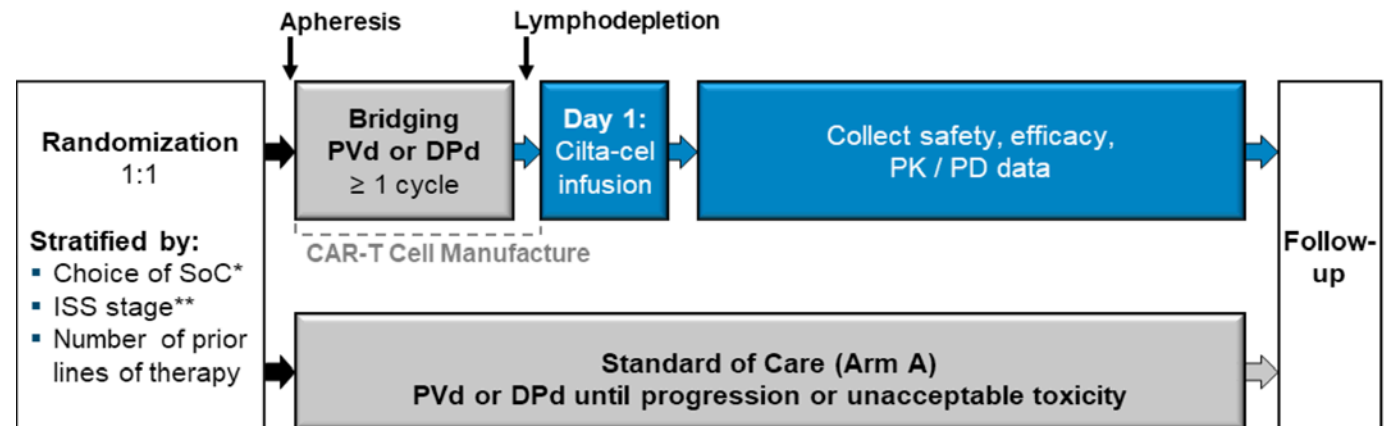 Apheresis
Lymphodepletion
Randomization
1:1
Stratified by:
▪ Choice of SoC*
▪ ISS stage**
▪ Number of prior
lines of therapy
Bridging
PVd or DPd
≥ 1 cycle
Day 1:
Cilta-cel
infusion
Collect safety, efficacy,
PK / PD data
CAR-T Cell Manufacture
Standard of Care (Arm A)
PVd or DPd until progression or unacceptable toxicity
Follow-
up